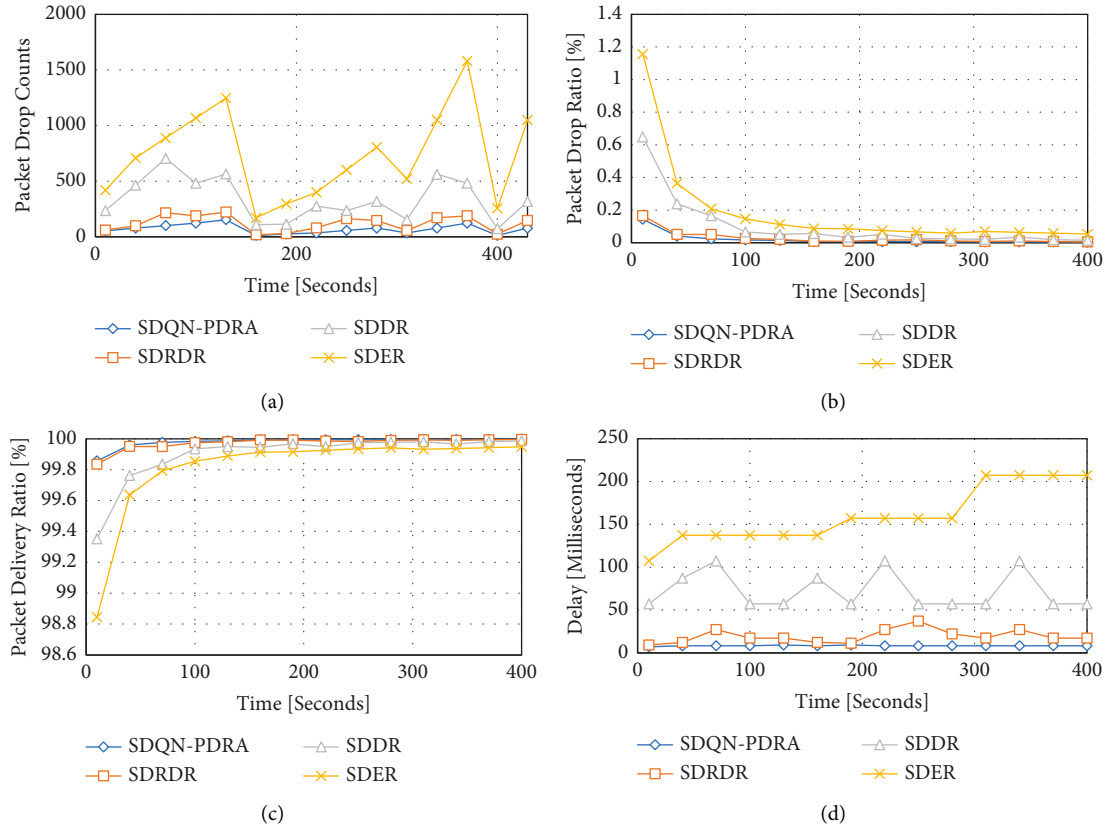 2000
1500
1000
500
0
200
400
Packet Drop Counts
Time [Seconds]
SDQN-PDRA
SDDR
SDRDR
SDER
(a)
1.4
1.2
1
0.8
0.6
0.4
0.2
0
0
100
200
300
400
Packet Drop Ratio [%]
Time [Seconds]
SDQN-PDRA
SDDR
SDRDR
SDER
(b)
100
99.8
99.6
99.4
99.2
99
98.8
98.6
0
100
200
300
400
Packet Delivery Ratio [%]
Time [Seconds]
SDQN-PDRA
SDDR
SDRDR
SDER
(c)
250
200
150
100
50
0
0
100
200
300
400
Delay [Milliseconds]
Time [Seconds]
SDQN-PDRA
SDDR
SDRDR
SDER
(d)